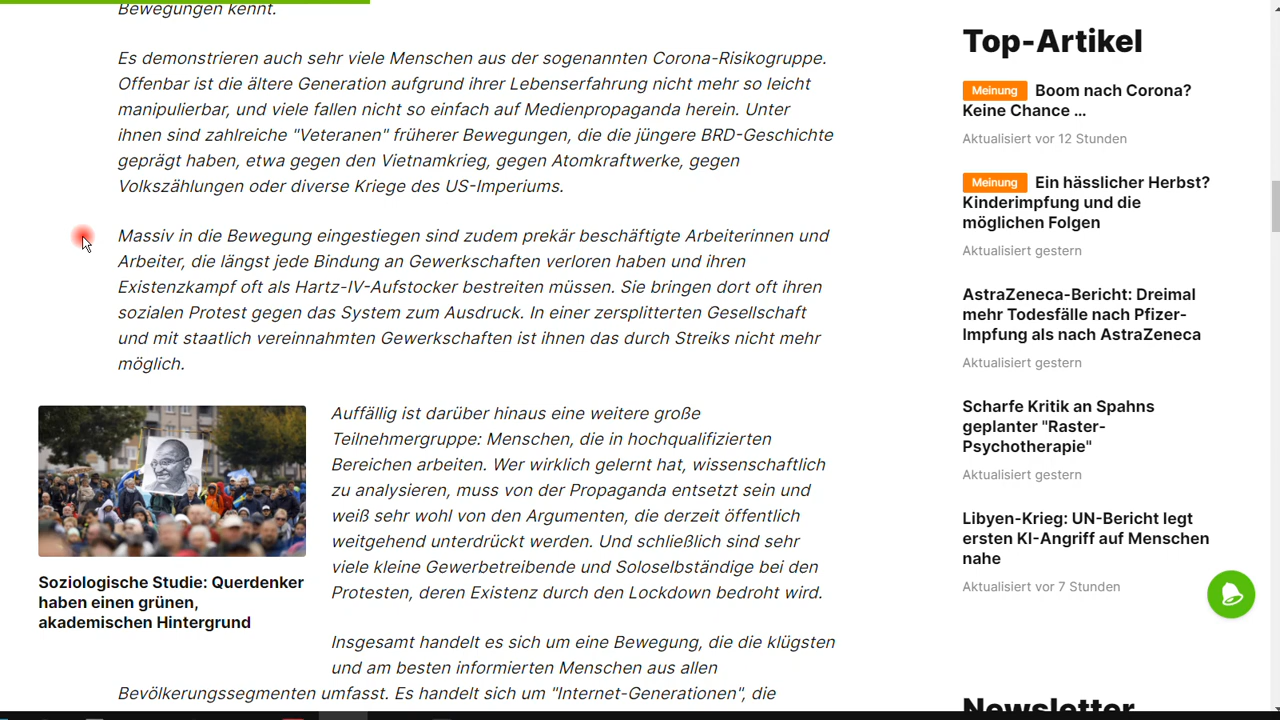 Bewegungen kennt.
Es demonstrieren auch sehr viele Menschen aus der sogenannten Corona-Risikogruppe.
Offenbar ist die ältere Generation aufgrund ihrer Lebenserfahrung nicht mehr so leicht
manipulierbar, und viele fallen nicht so einfach auf Medienpropaganda herein. Unter
ihnen sind zahlreiche "Veteranen" früherer Bewegungen, die die jüngere BRD-Geschichte
geprägt haben, etwa gegen den Vietnamkrieg, gegen Atomkraftwerke, gegen
Volkszählungen oder diverse Kriege des US-Imperiums.
Massiv in die Bewegung eingestiegen sind zudem prekär beschäftigte Arbeiterinnen und
Arbeiter, die längst jede Bindung an Gewerkschaften verloren haben und ihren
Existenzkampf oft als Hartz-IV-Aufstocker bestreiten müssen. Sie bringen dort oft ihren
sozialen Protest gegen das System zum Ausdruck. In einer zersplitterten Gesellschaft
und mit staatlich vereinnahmten Gewerkschaften ist ihnen das durch Streiks nicht mehr
möglich.
Auffällig ist darüber hinaus eine weitere große
Teilnehmergruppe: Menschen, die in hochqualifizierten
Bereichen arbeiten. Wer wirklich gelernt hat, wissenschaftlich
zu analysieren, muss von der Propaganda entsetzt sein und
weiß sehr wohl von den Argumenten, die derzeit öffentlich
weitgehend unterdrückt werden. Und schließlich sind sehr
viele kleine Gewerbetreibende und Soloselbständige bei den
Protesten, deren Existenz durch den Lockdown bedroht wird.
Soziologische Studie: Querdenker
haben einen grünen,
akademischen Hintergrund
Insgesamt handelt es sich um eine Bewegung, die die klügsten
und am besten informierten Menschen aus allen
Bevölkerungssegmenten umfasst. Es handelt sich um "Internet-Generationen", die
Top-Artikel
Meinung Boom nach Corona?
Keine Chance ...
Aktualisiert vor 12 Stunden
Meinung Ein hässlicher Herbst?
Kinderimpfung und die
möglichen Folgen
Aktualisiert gestern
AstraZeneca-Bericht: Dreimal
mehr Todesfälle nach Pfizer-
Impfung als nach AstraZeneca
Aktualisiert gestern
Scharfe Kritik an Spahns
geplanter "Raster-
Psychotherapie"
Aktualisiert gestern
Libyen-Krieg: UN-Bericht legt
ersten KI-Angriff auf Menschen
nahe
Aktualisiert vor 7 Stunden
Newsletter